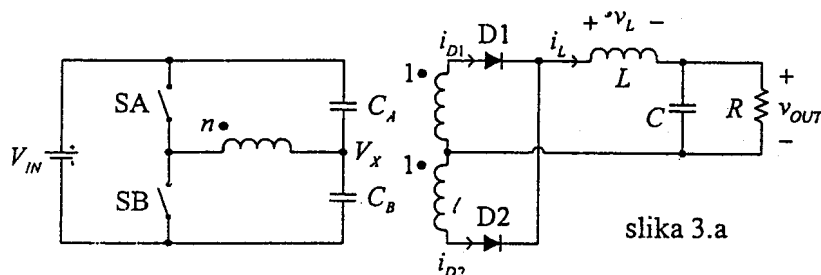 + v_L −
i_D1 D1 i_L
1 L
SA C_A + 
n C R v_OUT
V_IN V_X 1 −
SB C_B
D2 slika 3.a
i_D2